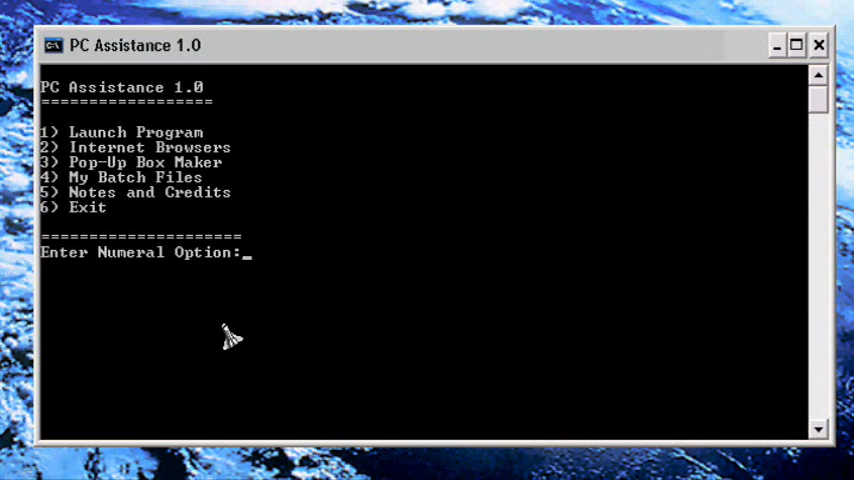 PC Assistance 1.0
PC Assistance 1.0
==================
1) Launch Program
2) Internet Browsers
3) Pop-Up Box Maker
4) My Batch Files
5) Notes and Credits
6) Exit
=====================
Enter Numeral Option:_